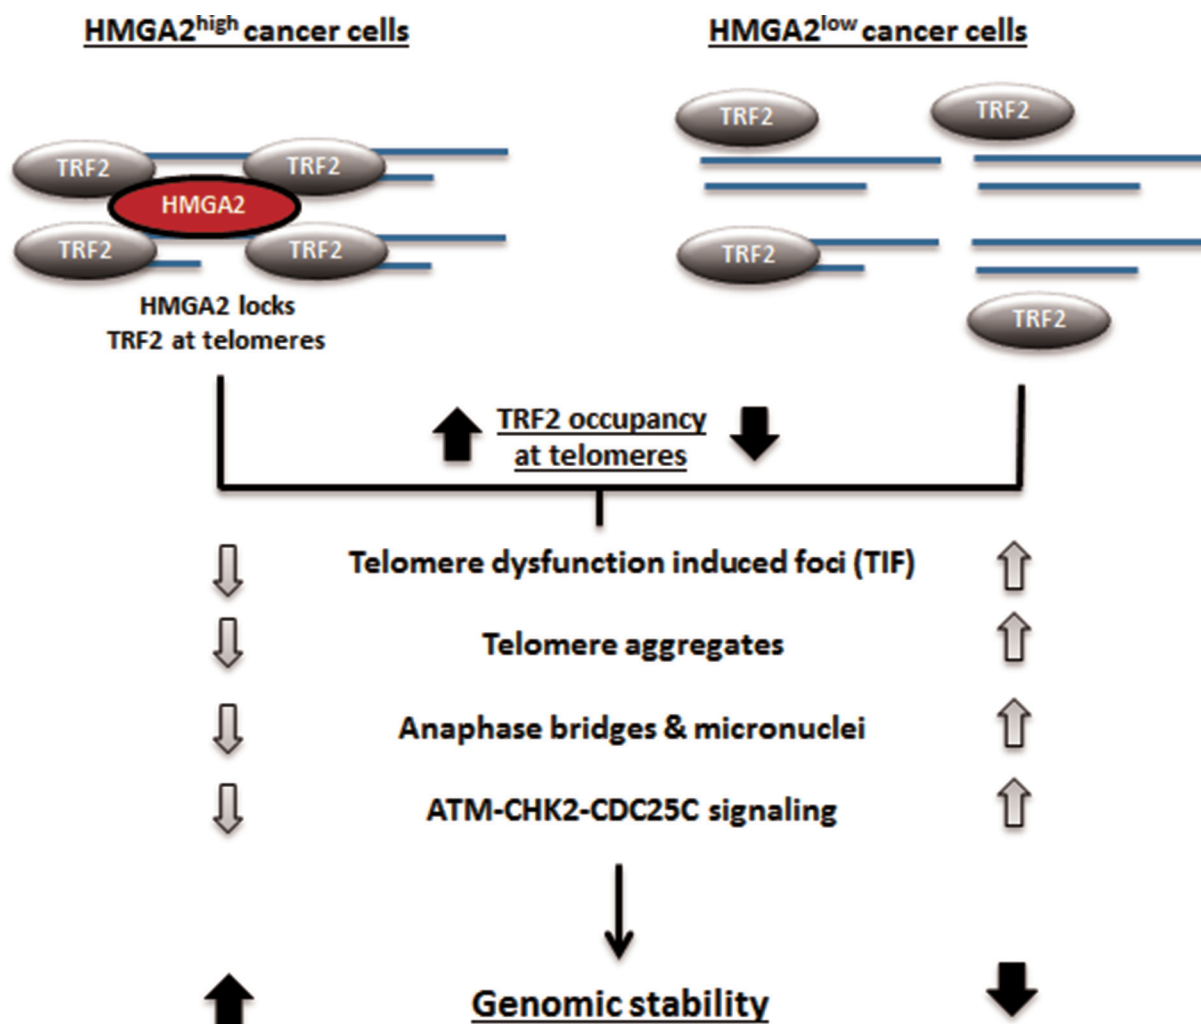 HMGA2high cancer cells
HMGA2low cancer cells
TRF2
TRF2
HMGA2
TRF2
TRF2
TRF2
TRF2
TRF2
TRF2
HMGA2 locks
TRF2 at telomeres
TRF2 occupancy
at telomeres
Telomere dysfunction induced foci (TIF)
Telomere aggregates
Anaphase bridges & micronuclei
ATM-CHK2-CDC25C signaling
Genomic stability